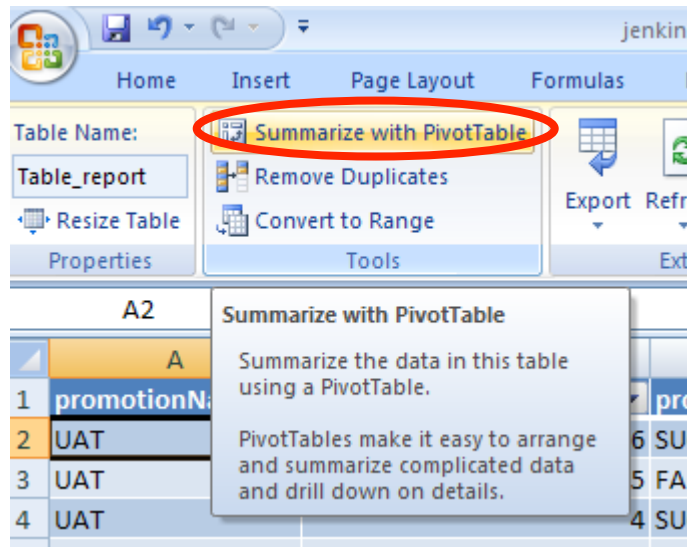 jenkin
Home Insert Page Layout Formulas
Table Name: Summarize with PivotTable
Table_report Remove Duplicates Export Refr
Resize Table Convert to Range
Properties Tools Ext
A2
Summarize with PivotTable
Summarize the data in this table
using a PivotTable.
PivotTables make it easy to arrange
and summarize complicated data
and drill down on details.
A
1 promotionNa pro
2 UAT 6 SU
3 UAT 5 FA
4 UAT 4 SU